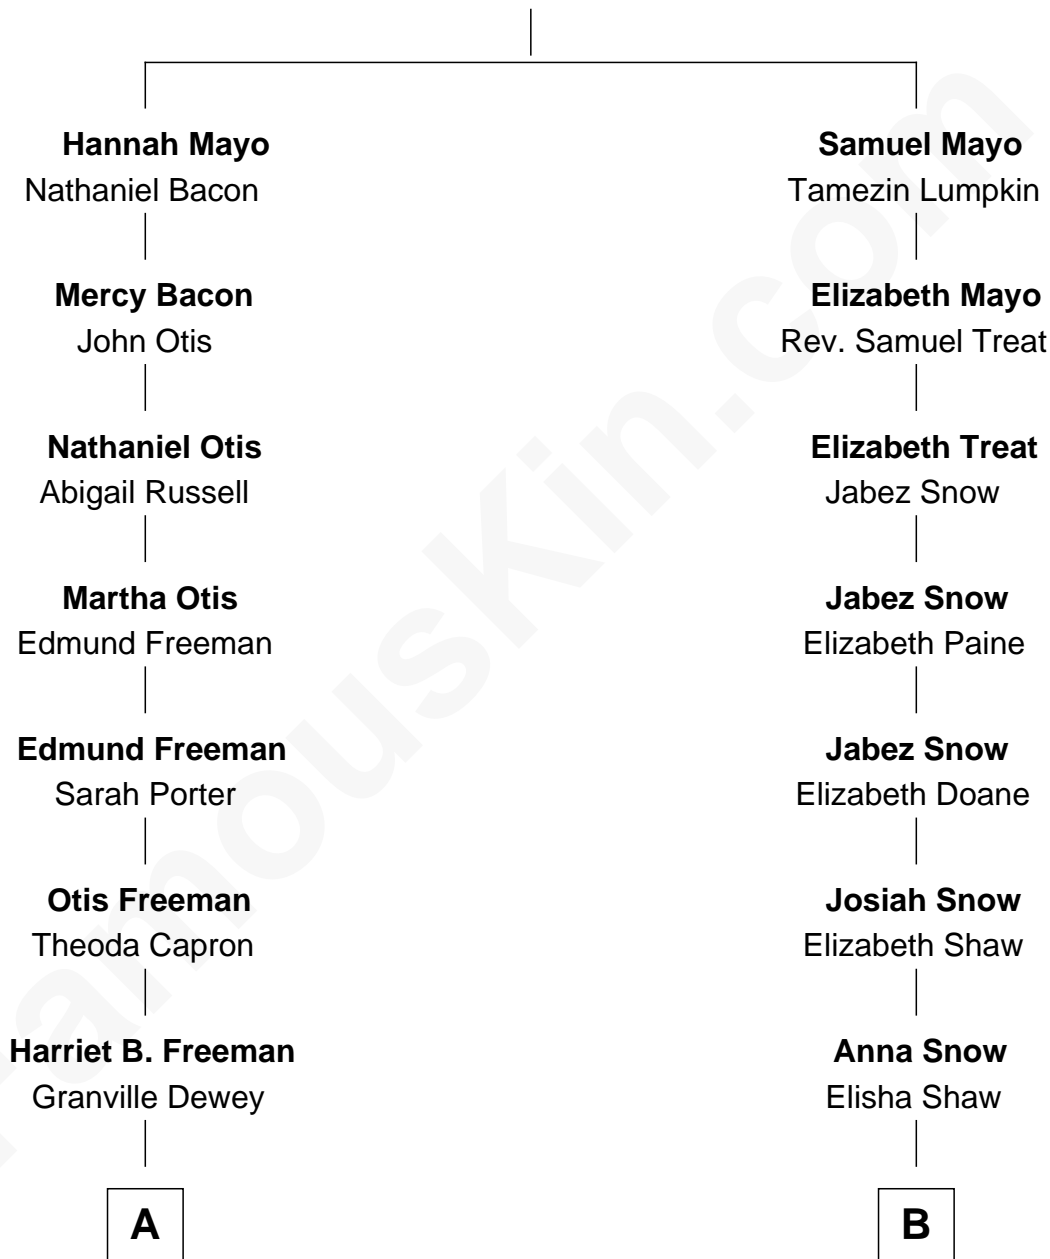 Hannah Mayo
Nathaniel Bacon
Mercy Bacon
John Otis
Nathaniel Otis
Abigail Russell
Martha Otis
Edmund Freeman
Edmund Freeman
Sarah Porter
Otis Freeman
Theoda Capron
Harriet B. Freeman
Granville Dewey
A
Samuel Mayo
Tamezin Lumpkin
Elizabeth Mayo
Rev. Samuel Treat
Elizabeth Treat
Jabez Snow
Jabez Snow
Elizabeth Paine
Jabez Snow
Elizabeth Doane
Josiah Snow
Elizabeth Shaw
Anna Snow
Elisha Shaw
B
FamousKin.com